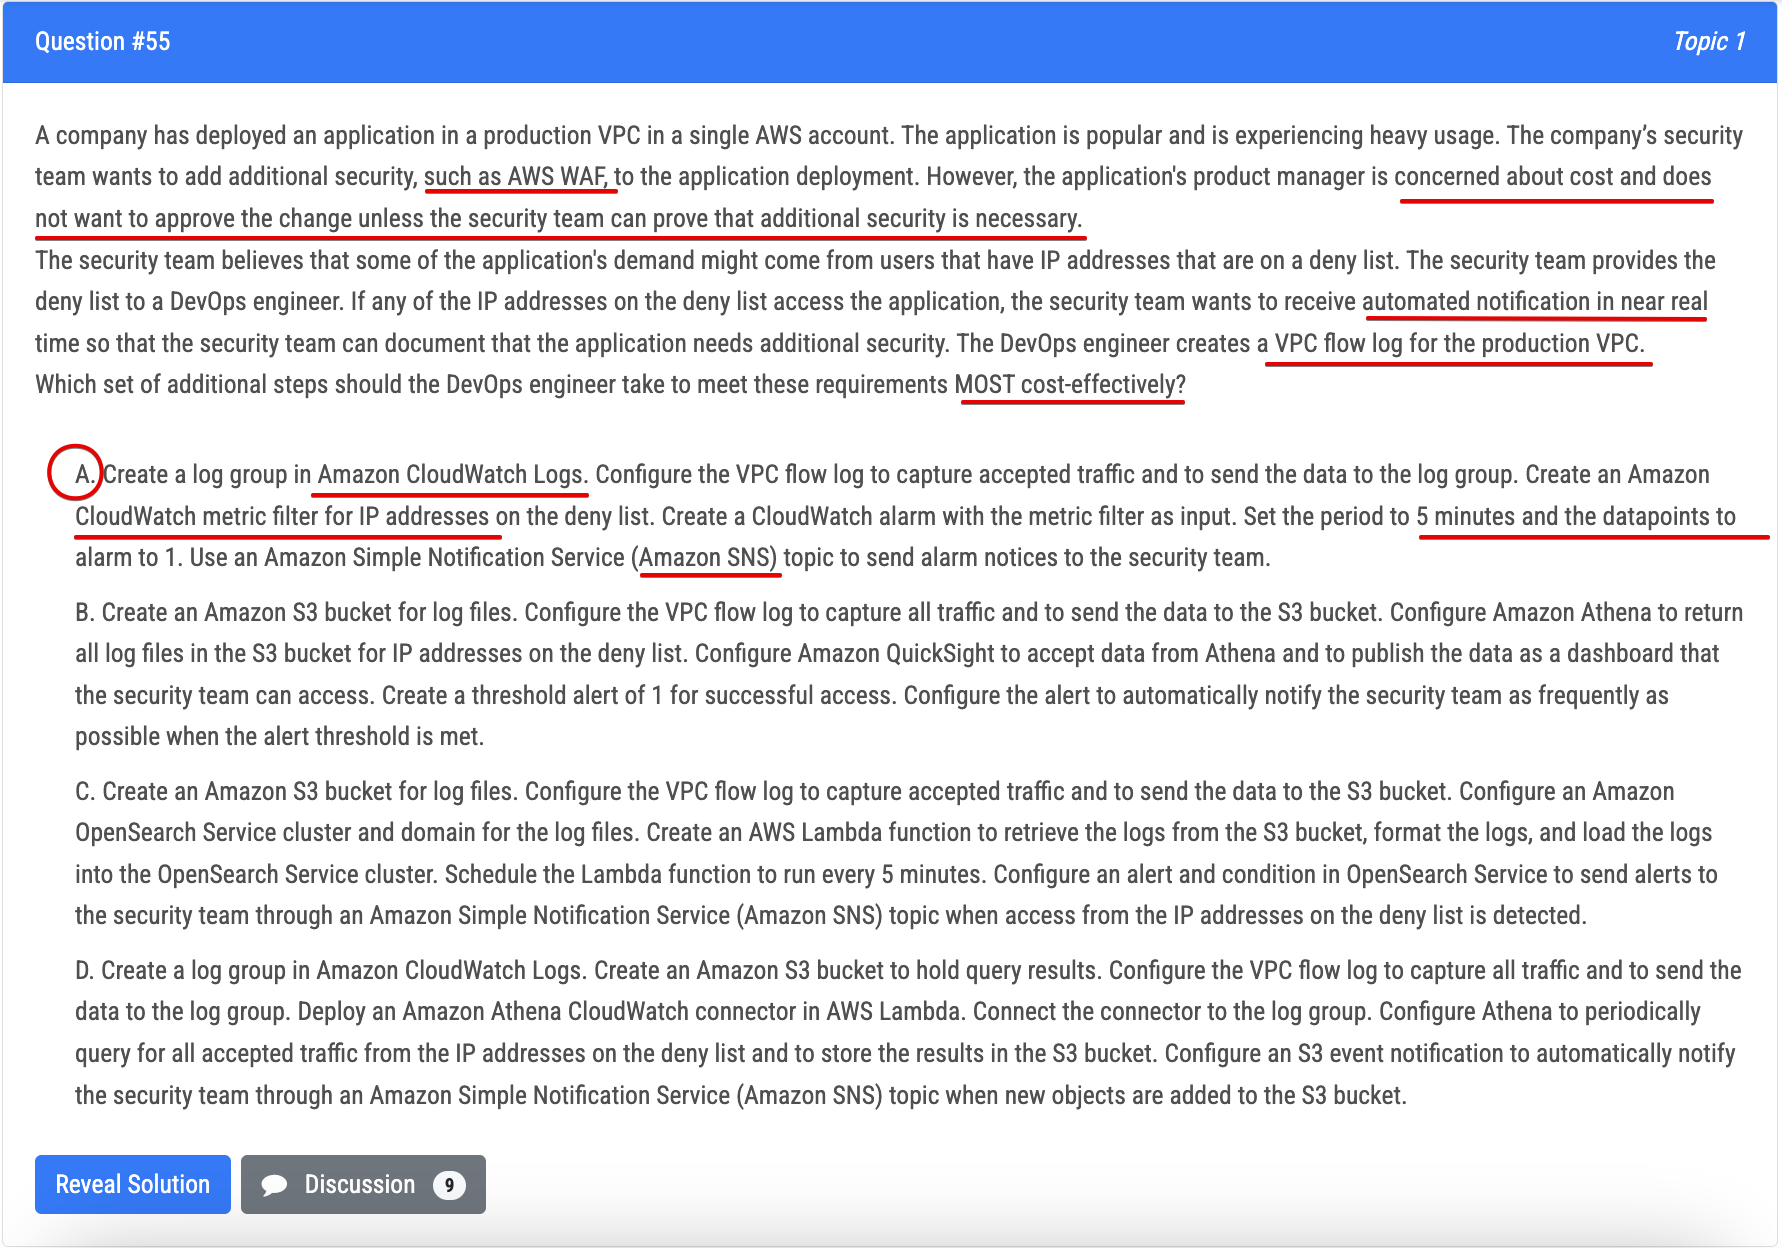 Question #55
Topic 1
A company has deployed an application in a production VPC in a single AWS account. The application is popular and is experiencing heavy usage. The company’s security
team wants to add additional security, such as AWS WAF, to the application deployment. However, the application's product manager is concerned about cost and does
not want to approve the change unless the security team can prove that additional security is necessary.
The security team believes that some of the application's demand might come from users that have IP addresses that are on a deny list. The security team provides the
deny list to a DevOps engineer. If any of the IP addresses on the deny list access the application, the security team wants to receive automated notification in near real
time so that the security team can document that the application needs additional security. The DevOps engineer creates a VPC flow log for the production VPC.
Which set of additional steps should the DevOps engineer take to meet these requirements MOST cost-effectively?
A. Create a log group in Amazon CloudWatch Logs. Configure the VPC flow log to capture accepted traffic and to send the data to the log group. Create an Amazon
CloudWatch metric filter for IP addresses on the deny list. Create a CloudWatch alarm with the metric filter as input. Set the period to 5 minutes and the datapoints to
alarm to 1. Use an Amazon Simple Notification Service (Amazon SNS) topic to send alarm notices to the security team.
B. Create an Amazon S3 bucket for log files. Configure the VPC flow log to capture all traffic and to send the data to the S3 bucket. Configure Amazon Athena to return
all log files in the S3 bucket for IP addresses on the deny list. Configure Amazon QuickSight to accept data from Athena and to publish the data as a dashboard that
the security team can access. Create a threshold alert of 1 for successful access. Configure the alert to automatically notify the security team as frequently as
possible when the alert threshold is met.
C. Create an Amazon S3 bucket for log files. Configure the VPC flow log to capture accepted traffic and to send the data to the S3 bucket. Configure an Amazon
OpenSearch Service cluster and domain for the log files. Create an AWS Lambda function to retrieve the logs from the S3 bucket, format the logs, and load the logs
into the OpenSearch Service cluster. Schedule the Lambda function to run every 5 minutes. Configure an alert and condition in OpenSearch Service to send alerts to
the security team through an Amazon Simple Notification Service (Amazon SNS) topic when access from the IP addresses on the deny list is detected.
D. Create a log group in Amazon CloudWatch Logs. Create an Amazon S3 bucket to hold query results. Configure the VPC flow log to capture all traffic and to send the
data to the log group. Deploy an Amazon Athena CloudWatch connector in AWS Lambda. Connect the connector to the log group. Configure Athena to periodically
query for all accepted traffic from the IP addresses on the deny list and to store the results in the S3 bucket. Configure an S3 event notification to automatically notify
the security team through an Amazon Simple Notification Service (Amazon SNS) topic when new objects are added to the S3 bucket.
Reveal Solution
Discussion 9